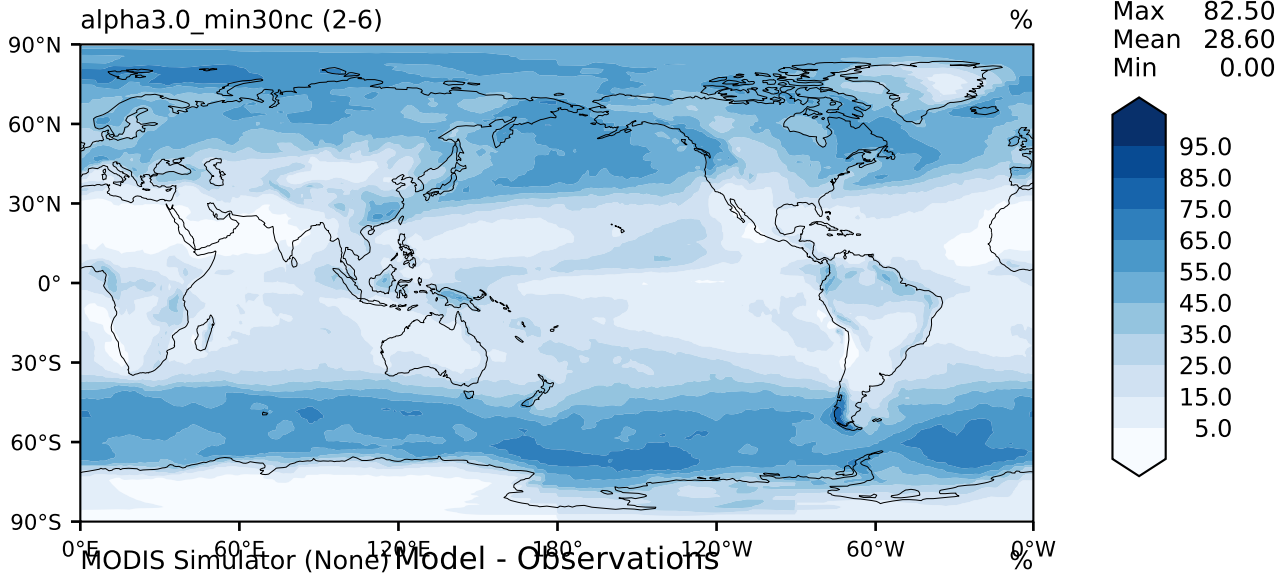 alpha3.0_min30nc (2-6) %
Max 82.50
Mean 28.60
Min 0.00
90°N
60°N
30°N
0°
30°S
60°S
90°S
0°E 60°E 120°E 180° 120°W 60°W 0°W
95.0
85.0
75.0
65.0
55.0
45.0
35.0
25.0
15.0
5.0
MODIS Simulator (None) Model - Observations %